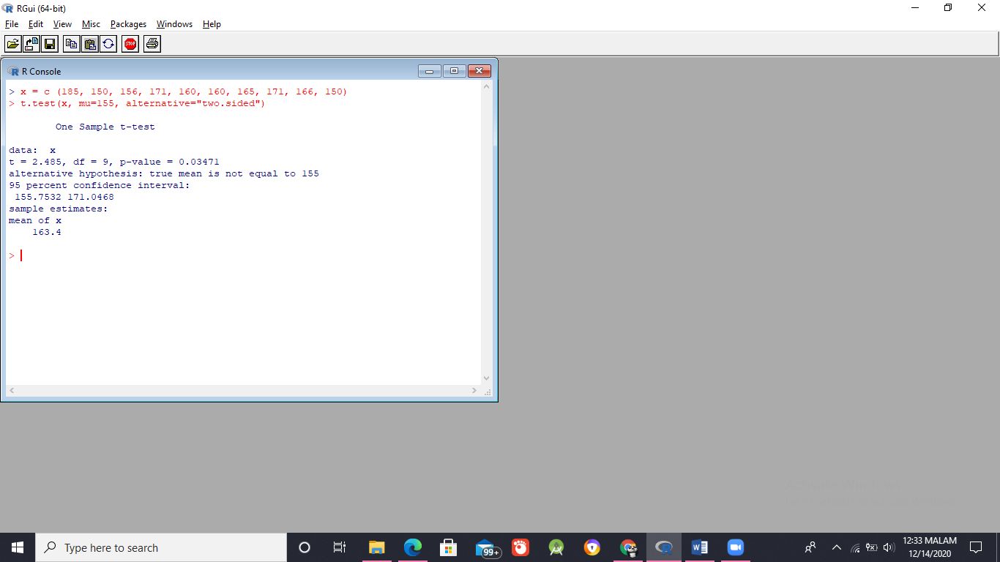 RGui (64-bit)
File Edit View Misc Packages Windows Help
STOP
R Console
> x = c (185, 150, 156, 171, 160, 160, 165, 171, 166, 150)
> t.test(x, mu=155, alternative="two.sided")
One Sample t-test
data:  x
t = 2.485, df = 9, p-value = 0.03471
alternative hypothesis: true mean is not equal to 155
95 percent confidence interval:
155.7532 171.0468
sample estimates:
mean of x
163.4
>
Type here to search
99+
12:33 MALAM
12/14/2020